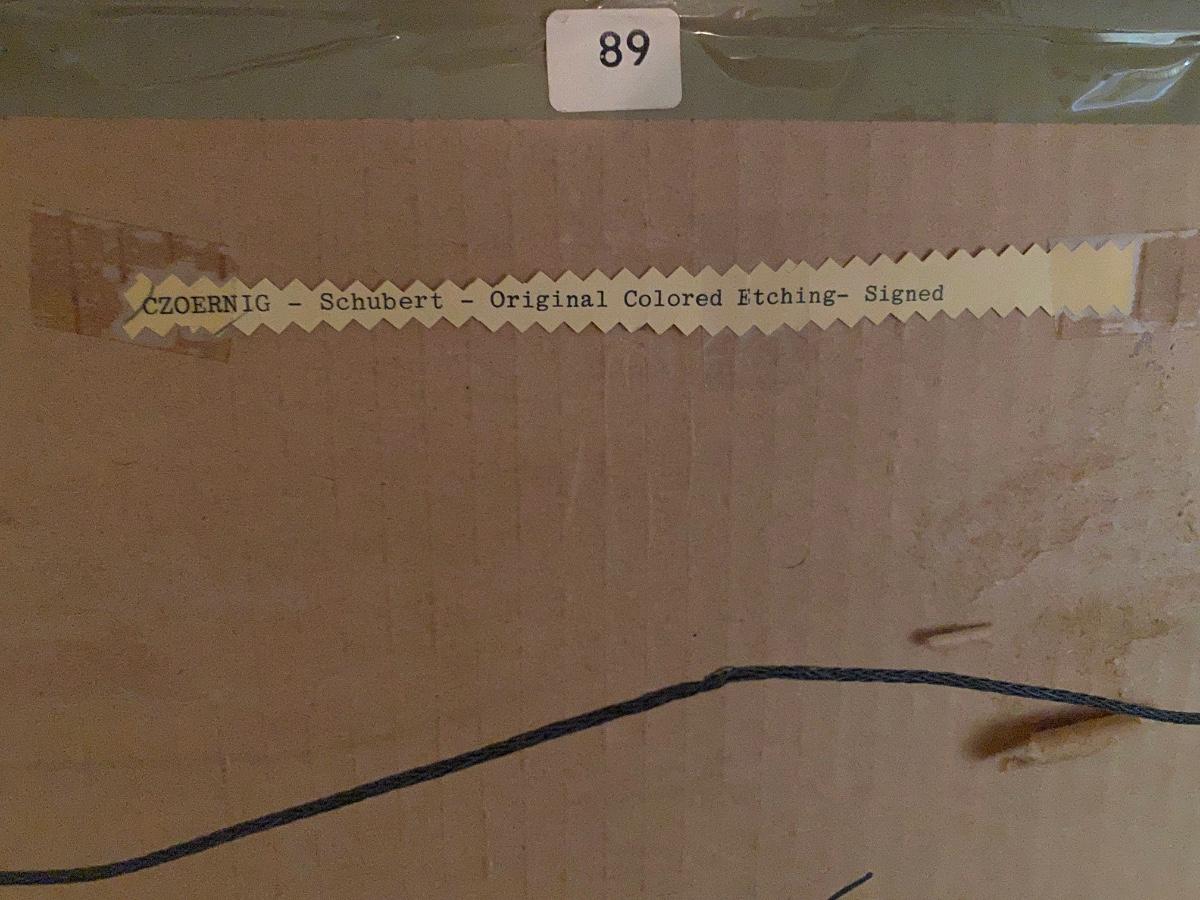 89
CZOERNIG - Schubert - Original Colored Etching- Signed